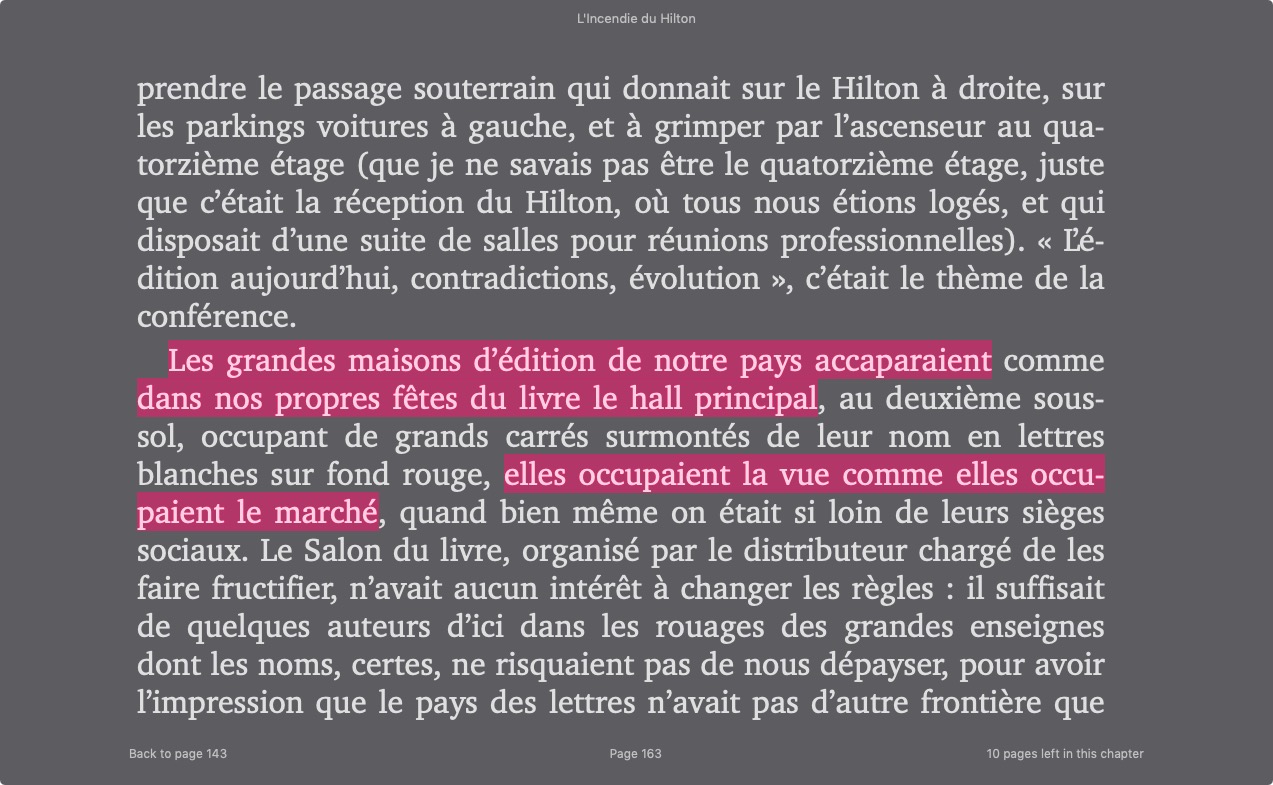 L'Incendie du Hilton
prendre le passage souterrain qui donnait sur le Hilton à droite, sur
les parkings voitures à gauche, et à grimper par l’ascenseur au qua-
torzième étage (que je ne savais pas être le quatorzième étage, juste
que c’était la réception du Hilton, où tous nous étions logés, et qui
disposait d’une suite de salles pour réunions professionnelles). « L’é-
dition aujourd’hui, contradictions, évolution », c’était le thème de la
conférence.
Les grandes maisons d’édition de notre pays accaparaient comme
dans nos propres fêtes du livre le hall principal, au deuxième sous-
sol, occupant de grands carrés surmontés de leur nom en lettres
blanches sur fond rouge, elles occupaient la vue comme elles occu-
paient le marché, quand bien même on était si loin de leurs sièges
sociaux. Le Salon du livre, organisé par le distributeur chargé de les
faire fructifier, n’avait aucun intérêt à changer les règles : il suffisait
de quelques auteurs d’ici dans les rouages des grandes enseignes
dont les noms, certes, ne risquaient pas de nous dépayser, pour avoir
l’impression que le pays des lettres n’avait pas d’autre frontière que
Back to page 143
Page 163
10 pages left in this chapter